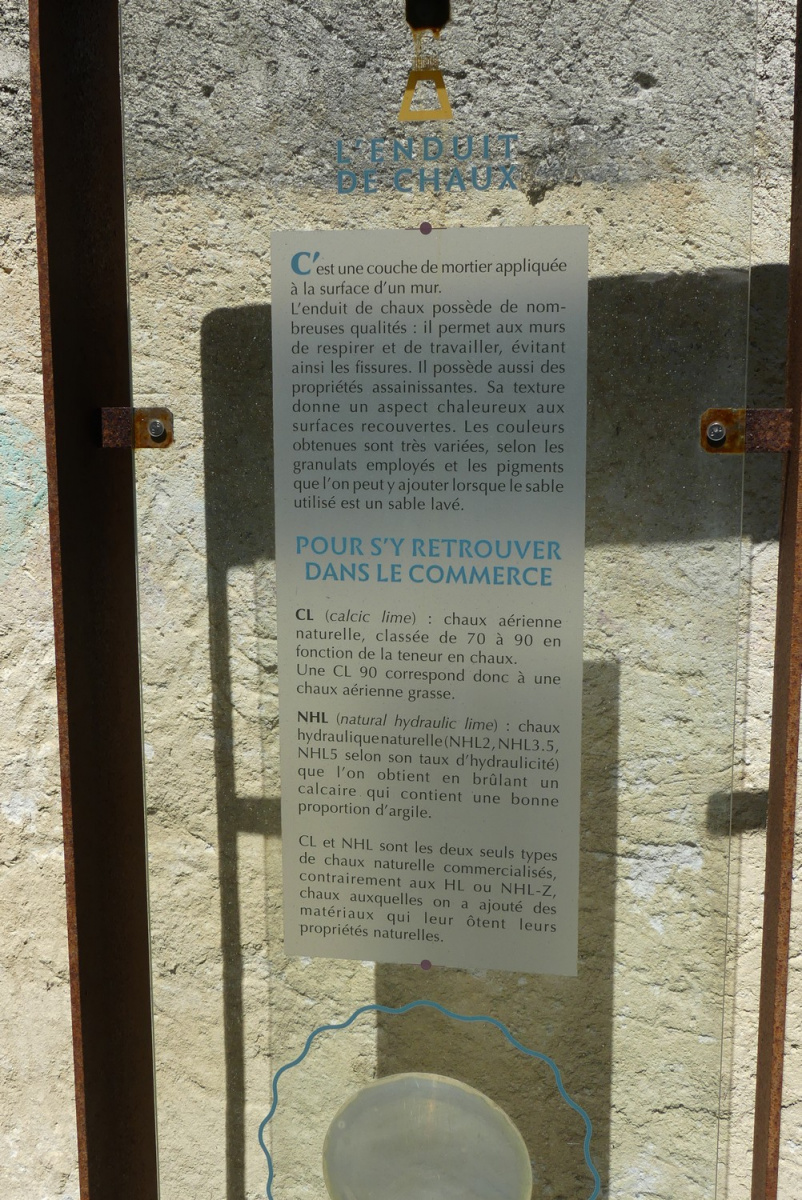 L'ENDUIT
DE CHAUX
C'est une couche de mortier appliquée
à la surface d'un mur.
L'enduit de chaux possède de nom-
breuses qualités : il permet aux murs
de respirer et de travailler, évitant
ainsi les fissures. Il possède aussi des
propriétés assainissantes. Sa texture
donne un aspect chaleureux aux
surfaces recouvertes. Les couleurs
obtenues sont très variées, selon les
granulats employés et les pigments
que l'on peut y ajouter lorsque le sable
utilisé est un sable lavé.
POUR S'Y RETROUVER
DANS LE COMMERCE
CL (calcic lime) : chaux aérienne
naturelle, classée de 70 à 90 en
fonction de la teneur en chaux.
Une CL 90 correspond donc à une
chaux aérienne grasse.
NHL (natural hydraulic lime) : chaux
hydraulique naturelle (NHL2, NHL3.5,
NHL5 selon son taux d'hydraulicité)
que l'on obtient en brûlant un
calcaire qui contient une bonne
proportion d'argile.
CL et NHL sont les deux seuls types
de chaux naturelle commercialisés,
contrairement aux HL ou NHL-Z,
chaux auxquelles on a ajouté des
matériaux qui leur ôtent leurs
propriétés naturelles.